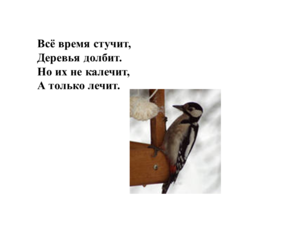 Всё время стучит,
Деревья долбит.
Но их не калечит,
А только лечит.